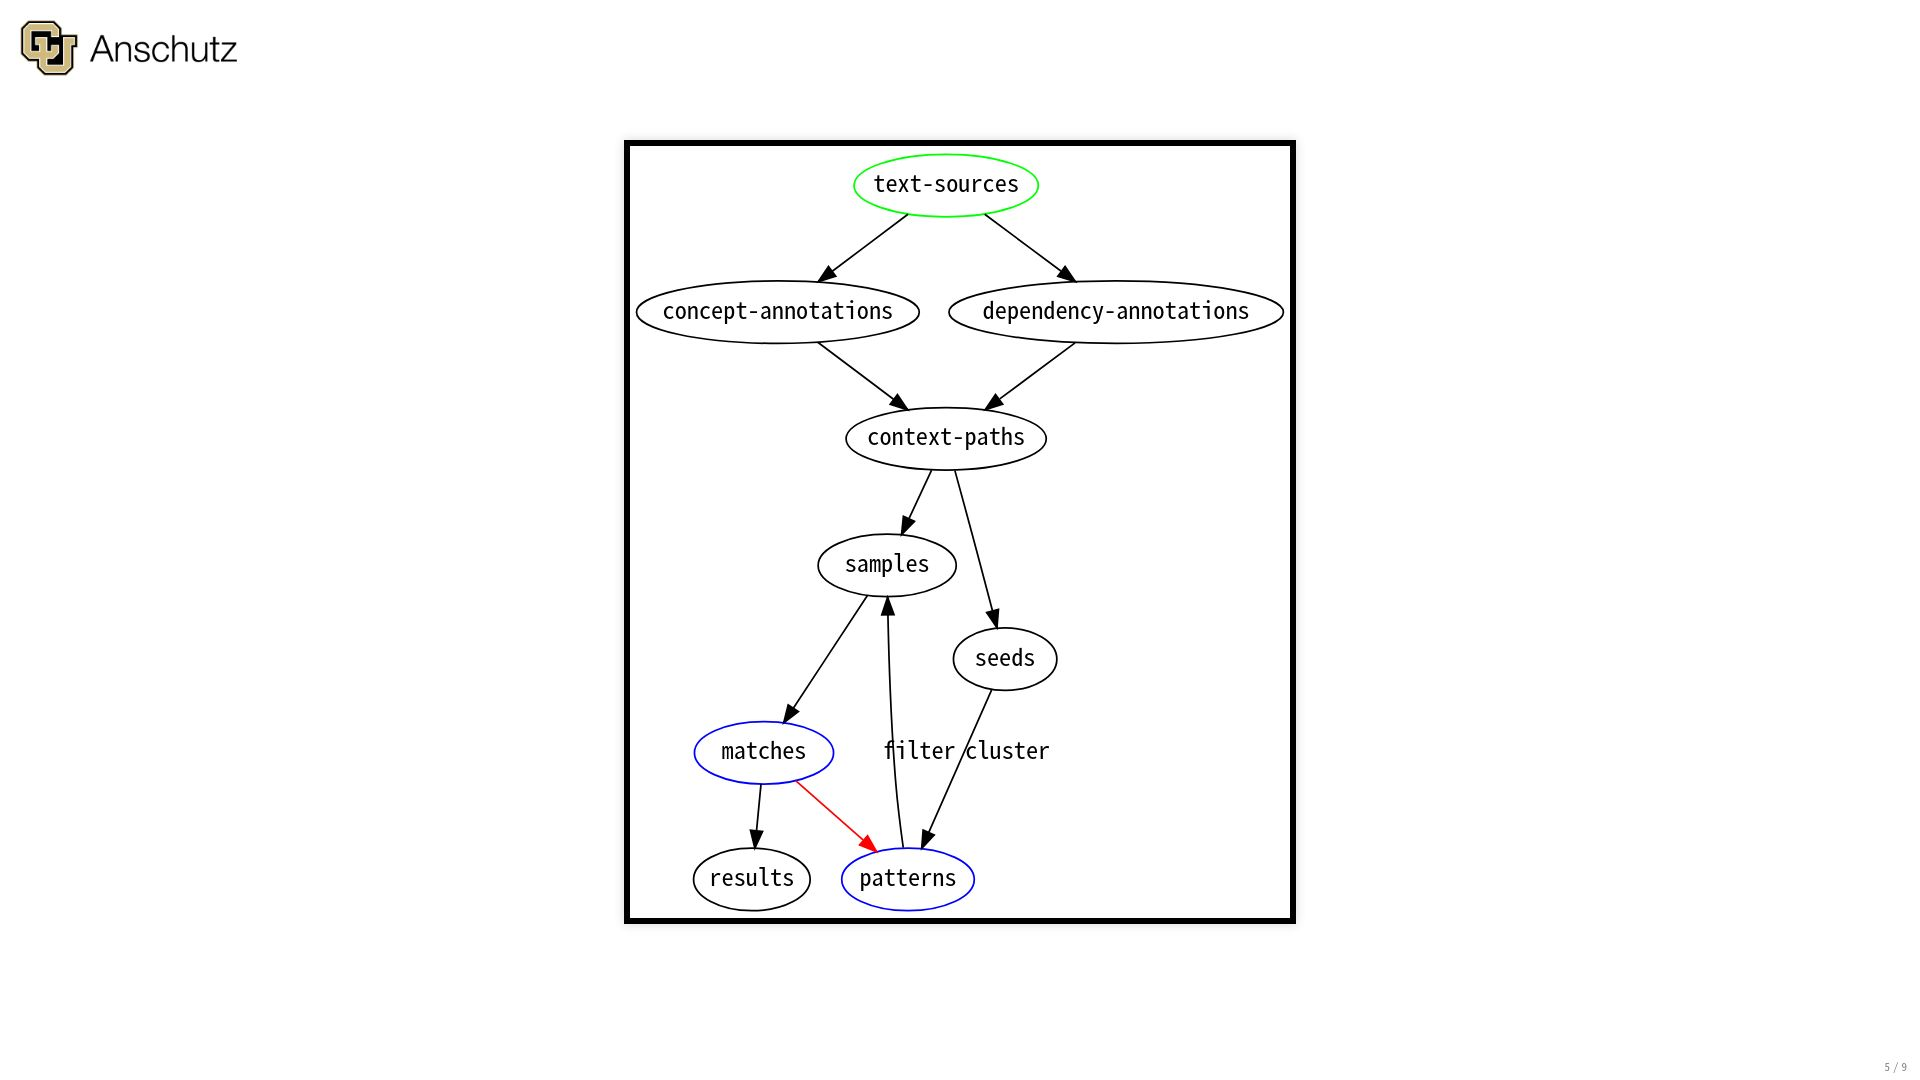 Anschutz
text-sources
concept-annotations
dependency-annotations
context-paths
samples
seeds
matches
filter
cluster
results
patterns
5 / 9